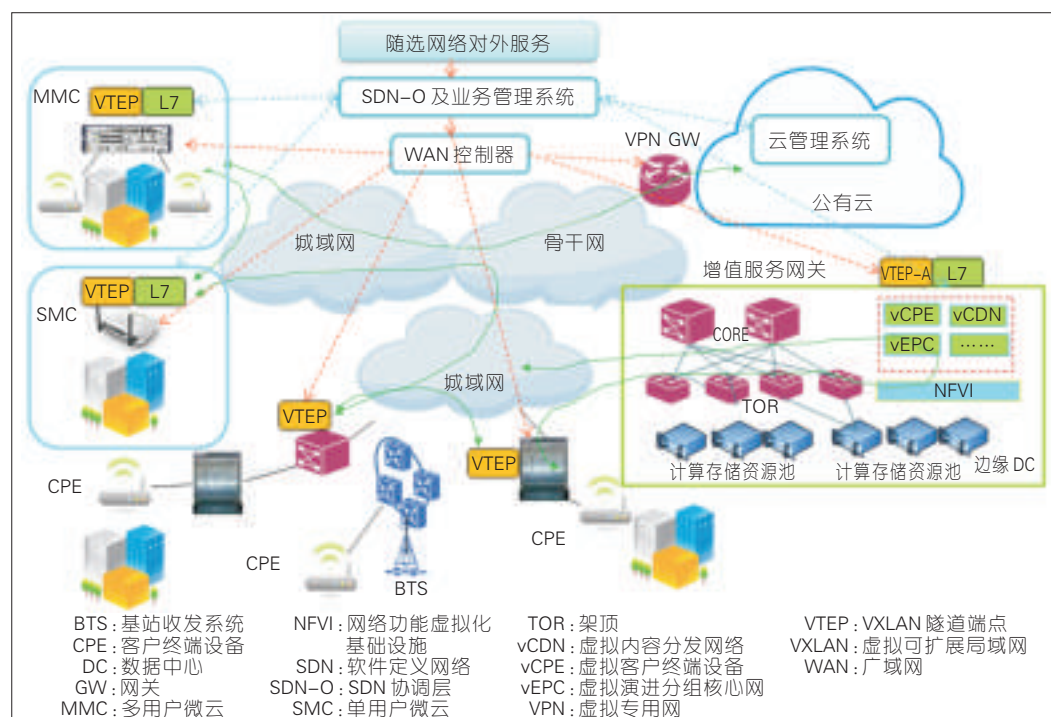 随选网络对外服务
MMC VTEP L7
SDN-O及业务管理系统
WAN 控制器
VPN GW
云管理系统
公有云
城域网
骨干网
增值服务网关
VTEP-A L7
VTEP L7
SMC
CORE
vCPE vCDN
vEPC ……
城域网
NFVI
TOR
VTEP
VTEP
计算存储资源池
计算存储资源池
边缘 DC
CPE
CPE
BTS
CPE
BTS:基站收发系统
CPE:客户终端设备
DC:数据中心
GW:网关
MMC:多用户微云
NFVI:网络功能虚拟化
基础设施
SDN:软件定义网络
SDN-O:SDN 协调层
SMC:单用户微云
TOR:架顶
vCDN:虚拟内容分发网络
vCPE:虚拟客户终端设备
vEPC:虚拟演进分组核心网
VPN:虚拟专用网
VTEP:VXLAN 隧道端点
VXLAN:虚拟可扩展局域网
WAN:广域网